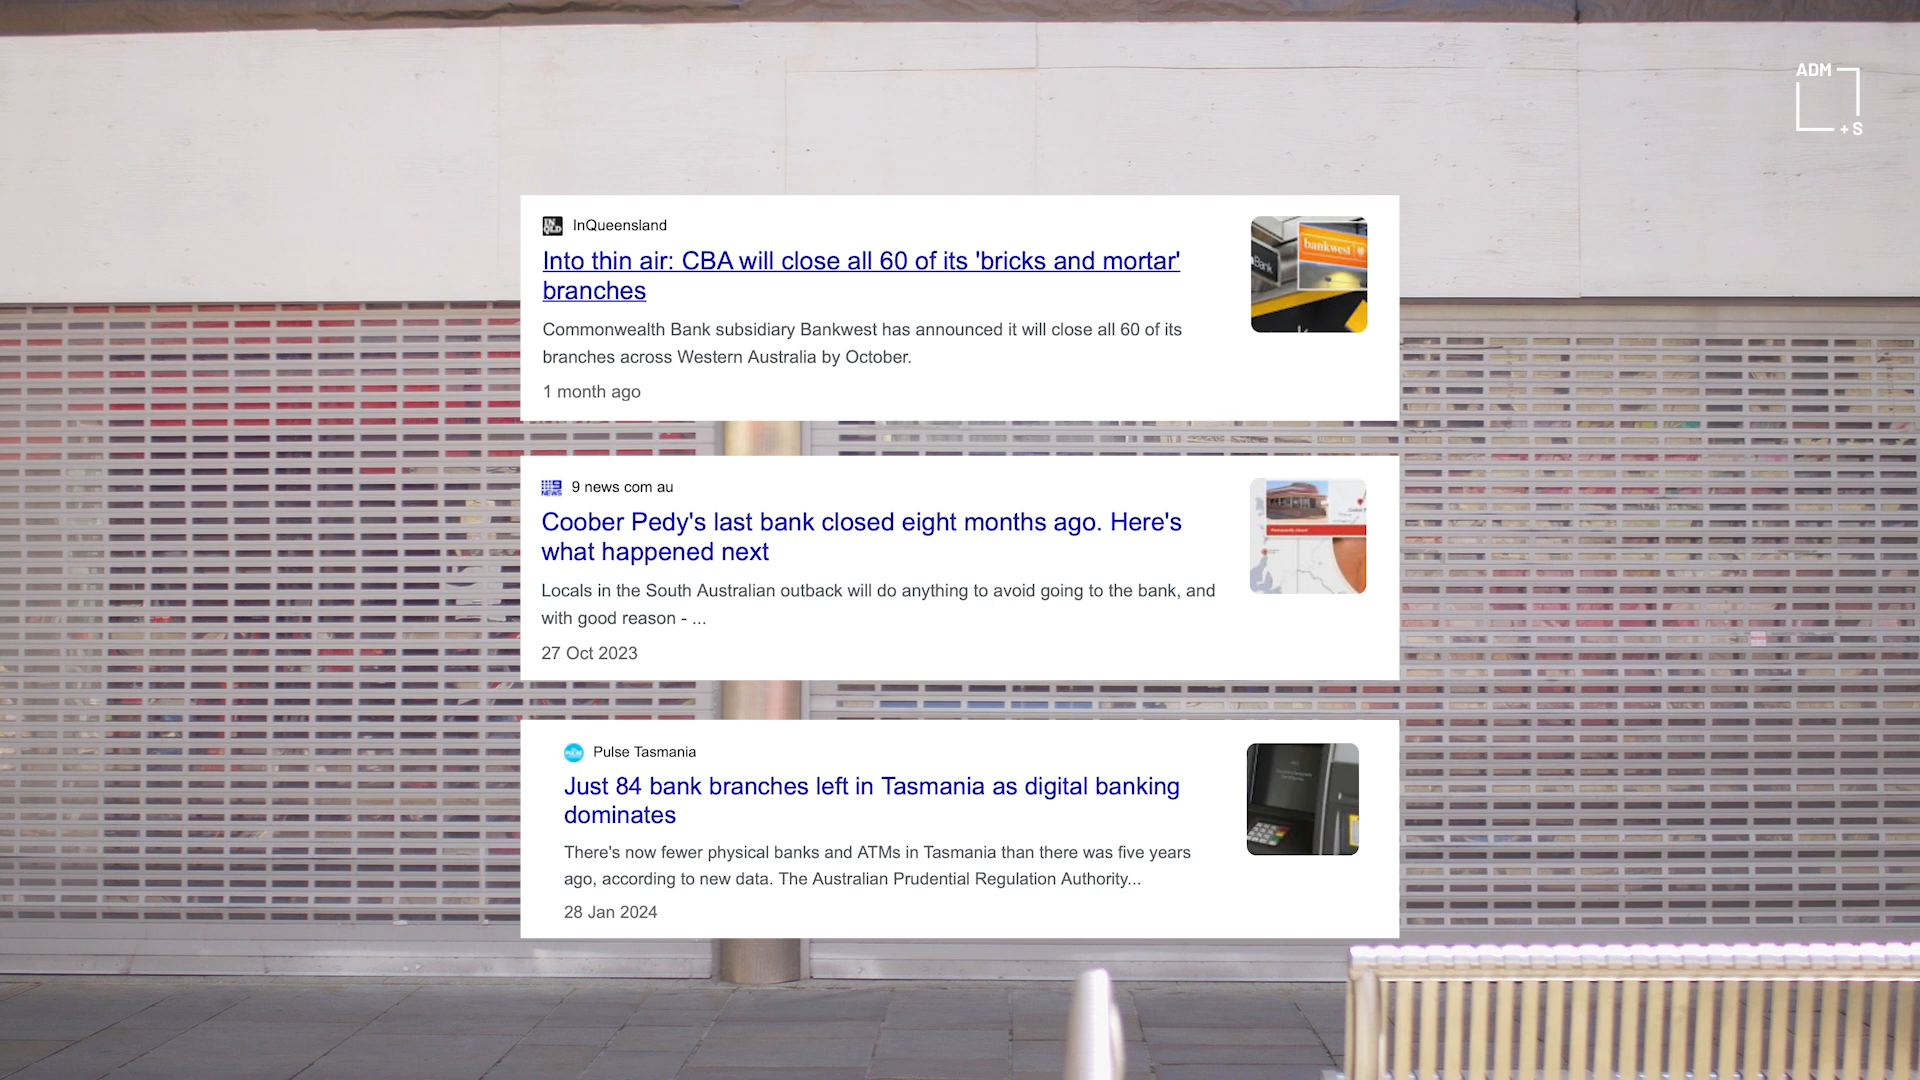 ADM
+ S
IN
QLD
InQueensland
Into thin air: CBA will close all 60 of its 'bricks and mortar'
branches
Commonwealth Bank subsidiary Bankwest has announced it will close all 60 of its
branches across Western Australia by October.
1 month ago
bankwest
Bank
9
NEWS
9 news com au
Coober Pedy's last bank closed eight months ago. Here's
what happened next
Locals in the South Australian outback will do anything to avoid going to the bank, and
with good reason - ...
27 Oct 2023
PULSE
Pulse Tasmania
Just 84 bank branches left in Tasmania as digital banking
dominates
There's now fewer physical banks and ATMs in Tasmania than there was five years
ago, according to new data. The Australian Prudential Regulation Authority...
28 Jan 2024